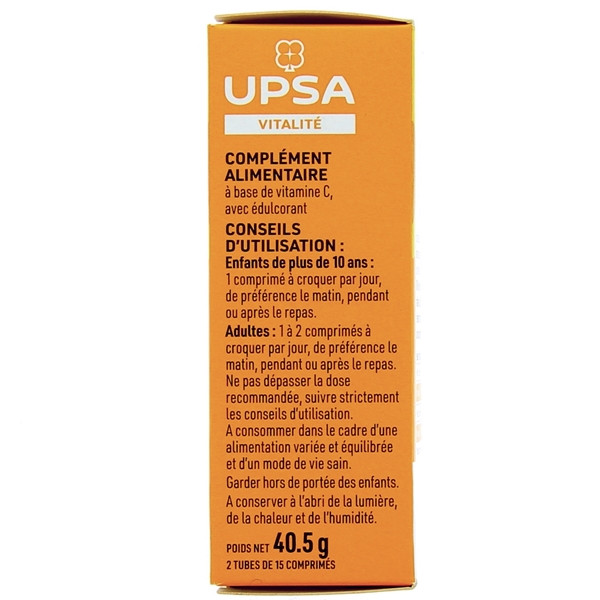 UPSA
VITALITÉ
COMPLÉMENT
ALIMENTAIRE
à base de vitamine C,
avec édulcorant
CONSEILS
D'UTILISATION :
Enfants de plus de 10 ans :
1 comprimé à croquer par jour,
de préférence le matin, pendant
ou après le repas.
Adultes : 1 à 2 comprimés à
croquer par jour, de préférence le
matin, pendant ou après le repas.
Ne pas dépasser la dose
recommandée, suivre strictement
les conseils d'utilisation.
A consommer dans le cadre d'une
alimentation variée et équilibrée
et d'un mode de vie sain.
Garder hors de portée des enfants.
A conserver à l'abri de la lumière,
de la chaleur et de l'humidité.
POIDS NET 40.5 g
2 TUBES DE 15 COMPRIMÉS